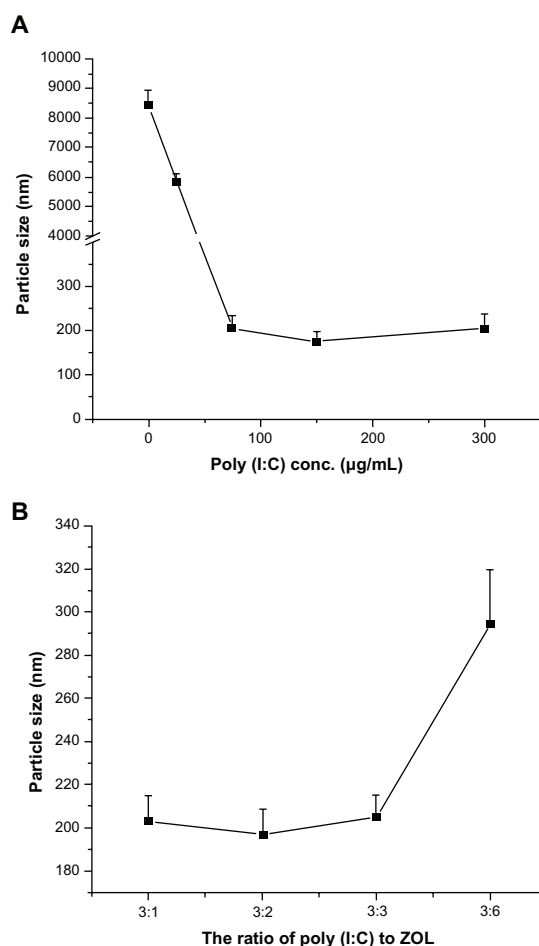 A
10000
9000
8000
7000
6000
5000
4000
300
200
100
0
Particle size (nm)
0 100 200 300
Poly (I:C) conc. (µg/mL)
B
340
320
300
280
260
240
220
200
170
Particle size (nm)
3:1 3:2 3:3 3:6
The ratio of poly (I:C) to ZOL